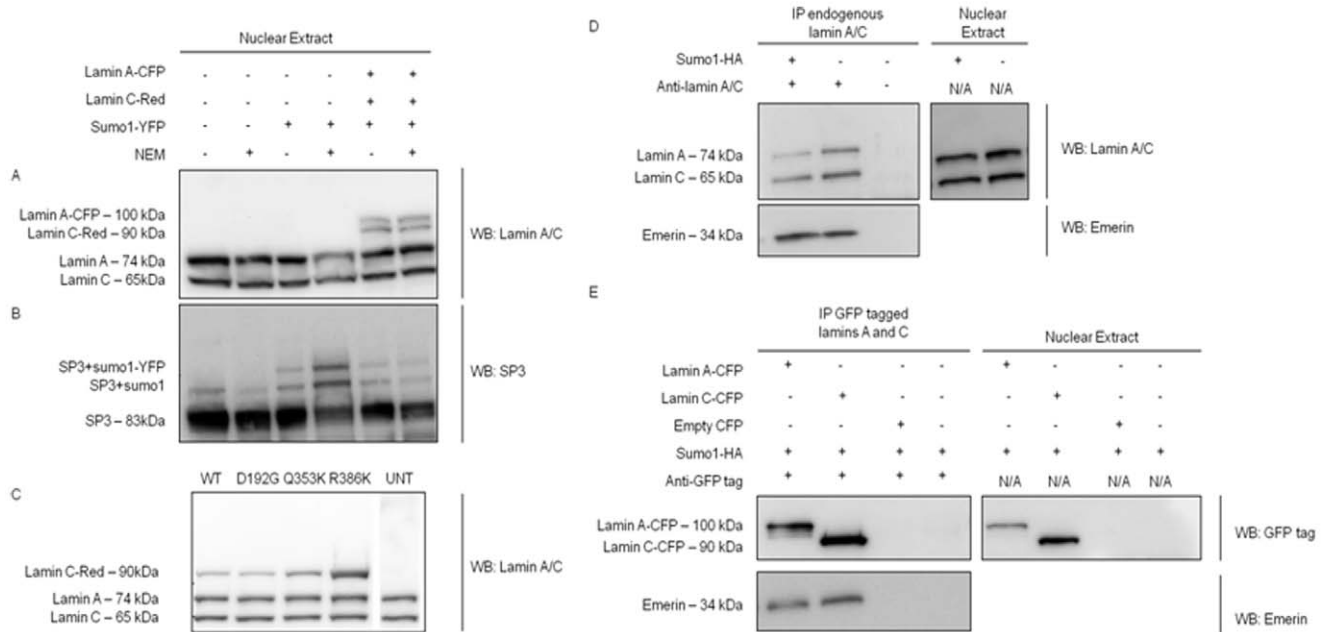 Nuclear Extract
Lamin A-CFP - - - - + +
Lamin C-Red - - - - + +
Sumo1-YFP - - + + + +
NEM - + - + - +
A
Lamin A-CFP – 100 kDa
Lamin C-Red – 90 kDa
Lamin A – 74 kDa
Lamin C – 65kDa
WB: Lamin A/C
B
SP3+sumo1-YFP
SP3+sumo1
SP3 – 83kDa
WB: SP3
C
WT D192G Q353K R386K UNT
Lamin C-Red – 90kDa
Lamin A – 74 kDa
Lamin C – 65 kDa
WB: Lamin A/C
D
IP endogenous
lamin A/C
Nuclear
Extract
Sumo1-HA + - - + -
Anti-lamin A/C + + - N/A N/A
Lamin A – 74 kDa
Lamin C – 65 kDa
WB: Lamin A/C
Emerin – 34 kDa
WB: Emerin
E
IP GFP tagged
lamins A and C
Nuclear Extract
Lamin A-CFP + - - - + - - -
Lamin C-CFP - + - - - + - -
Empty CFP - - + - - - + -
Sumo1-HA + + + + + + + +
Anti-GFP tag + + + + N/A N/A N/A N/A
Lamin A-CFP – 100 kDa
Lamin C-CFP – 90 kDa
WB: GFP tag
Emerin – 34 kDa
WB: Emerin